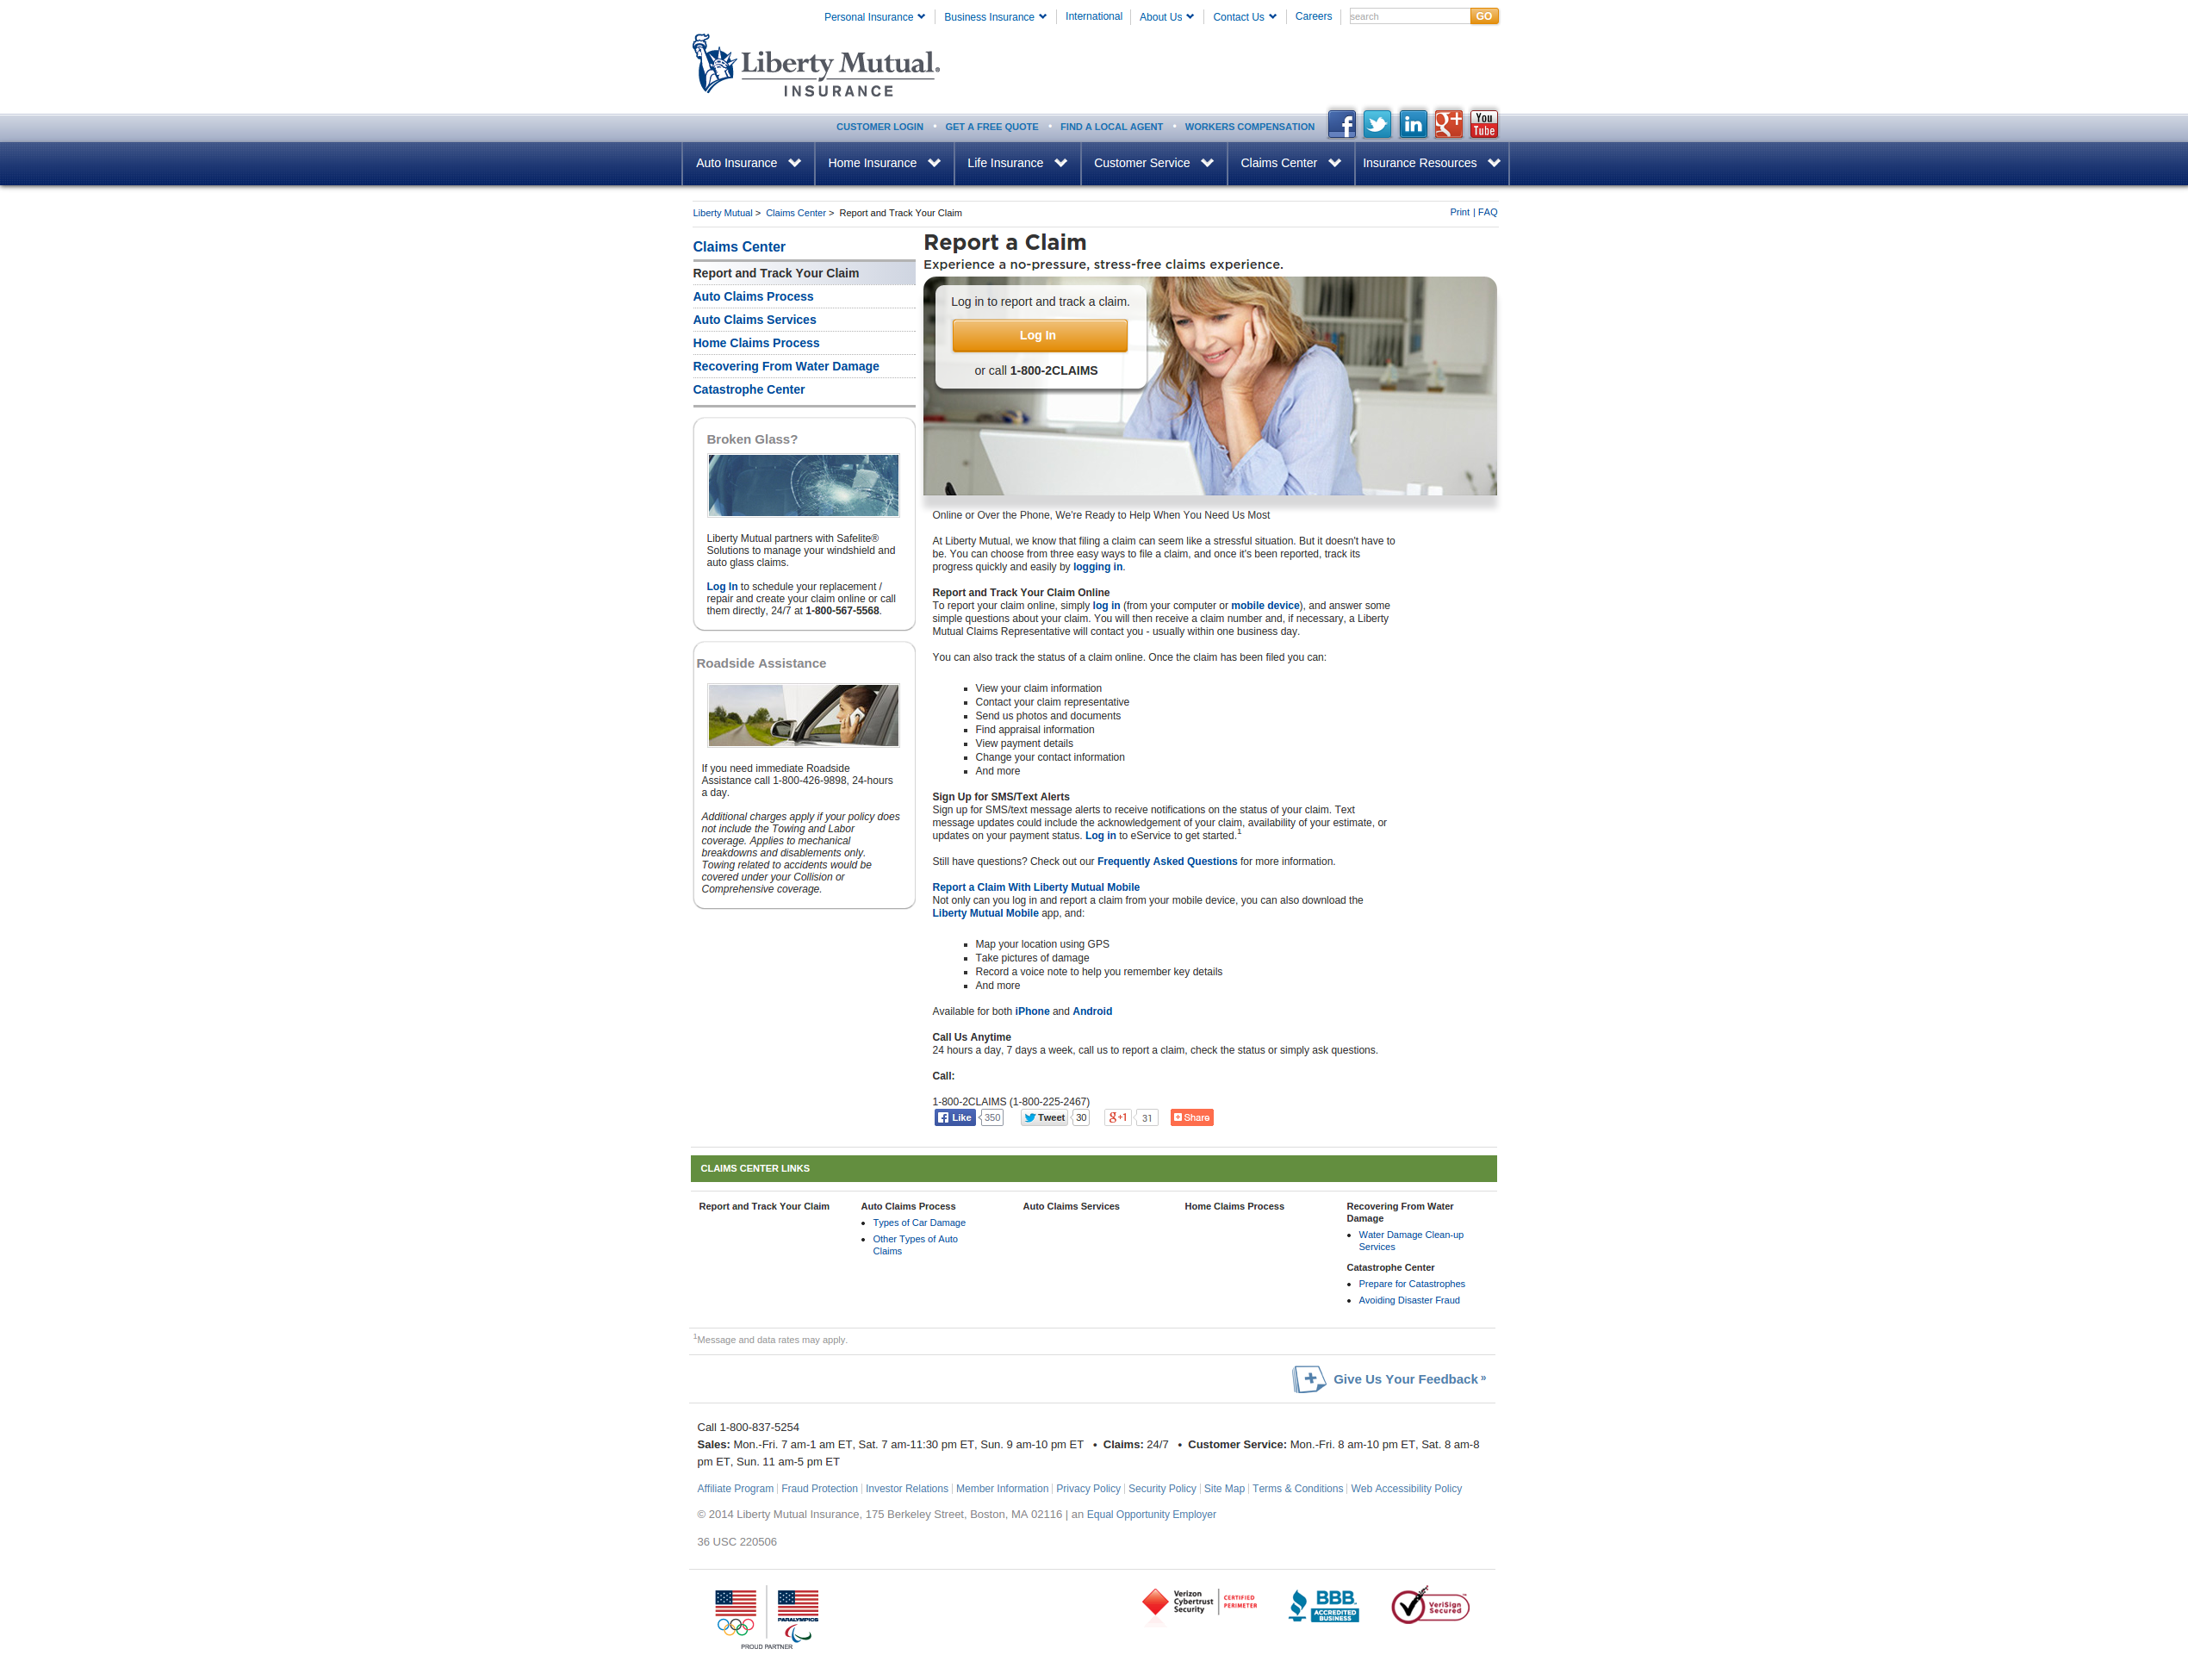 Personal Insurance
Business Insurance
International
About Us
Contact Us
Careers
search
GO
Liberty Mutual.
INSURANCE
CUSTOMER LOGIN • GET A FREE QUOTE • FIND A LOCAL AGENT • WORKERS COMPENSATION
f
in
g+
You
Tube
Auto Insurance
Home Insurance
Life Insurance
Customer Service
Claims Center
Insurance Resources
Liberty Mutual > Claims Center > Report and Track Your Claim
Print | FAQ
Claims Center
Report and Track Your Claim
Auto Claims Process
Auto Claims Services
Home Claims Process
Recovering From Water Damage
Catastrophe Center
Broken Glass?
Liberty Mutual partners with Safelite®
Solutions to manage your windshield and
auto glass claims.
Log In to schedule your replacement /
repair and create your claim online or call
them directly, 24/7 at 1-800-567-5568.
Roadside Assistance
If you need immediate Roadside
Assistance call 1-800-426-9898, 24-hours
a day.
Additional charges apply if your policy does
not include the Towing and Labor
coverage. Applies to mechanical
breakdowns and disablements only.
Towing related to accidents would be
covered under your Collision or
Comprehensive coverage.
Report a Claim
Experience a no-pressure, stress-free claims experience.
Log in to report and track a claim.
Log In
or call 1-800-2CLAIMS
Online or Over the Phone, We're Ready to Help When You Need Us Most
At Liberty Mutual, we know that filing a claim can seem like a stressful situation. But it doesn't have to
be. You can choose from three easy ways to file a claim, and once it's been reported, track its
progress quickly and easily by logging in.
Report and Track Your Claim Online
To report your claim online, simply log in (from your computer or mobile device), and answer some
simple questions about your claim. You will then receive a claim number and, if necessary, a Liberty
Mutual Claims Representative will contact you - usually within one business day.
You can also track the status of a claim online. Once the claim has been filed you can:
View your claim information
Contact your claim representative
Send us photos and documents
Find appraisal information
View payment details
Change your contact information
And more
Sign Up for SMS/Text Alerts
Sign up for SMS/text message alerts to receive notifications on the status of your claim. Text
message updates could include the acknowledgement of your claim, availability of your estimate, or
updates on your payment status. Log in to eService to get started.1
Still have questions? Check out our Frequently Asked Questions for more information.
Report a Claim With Liberty Mutual Mobile
Not only can you log in and report a claim from your mobile device, you can also download the
Liberty Mutual Mobile app, and:
Map your location using GPS
Take pictures of damage
Record a voice note to help you remember key details
And more
Available for both iPhone and Android
Call Us Anytime
24 hours a day, 7 days a week, call us to report a claim, check the status or simply ask questions.
Call:
1-800-2CLAIMS (1-800-225-2467)
Like 350 Tweet 30 g+1 31 Share
CLAIMS CENTER LINKS
Report and Track Your Claim
Auto Claims Process
Types of Car Damage
Other Types of Auto
Claims
Auto Claims Services
Home Claims Process
Recovering From Water
Damage
Water Damage Clean-up
Services
Catastrophe Center
Prepare for Catastrophes
Avoiding Disaster Fraud
1Message and data rates may apply.
Give Us Your Feedback »
Call 1-800-837-5254
Sales: Mon.-Fri. 7 am-1 am ET, Sat. 7 am-11:30 pm ET, Sun. 9 am-10 pm ET • Claims: 24/7 • Customer Service: Mon.-Fri. 8 am-10 pm ET, Sat. 8 am-8
pm ET, Sun. 11 am-5 pm ET
Affiliate Program | Fraud Protection | Investor Relations | Member Information | Privacy Policy | Security Policy | Site Map | Terms & Conditions | Web Accessibility Policy
© 2014 Liberty Mutual Insurance, 175 Berkeley Street, Boston, MA 02116 | an Equal Opportunity Employer
36 USC 220506
PARALYMPICS
PROUD PARTNER
Verizon
Cybertrust
Security
CERTIFIED
PERIMETER
BBB.
ACCREDITED
BUSINESS
VeriSign
Secured